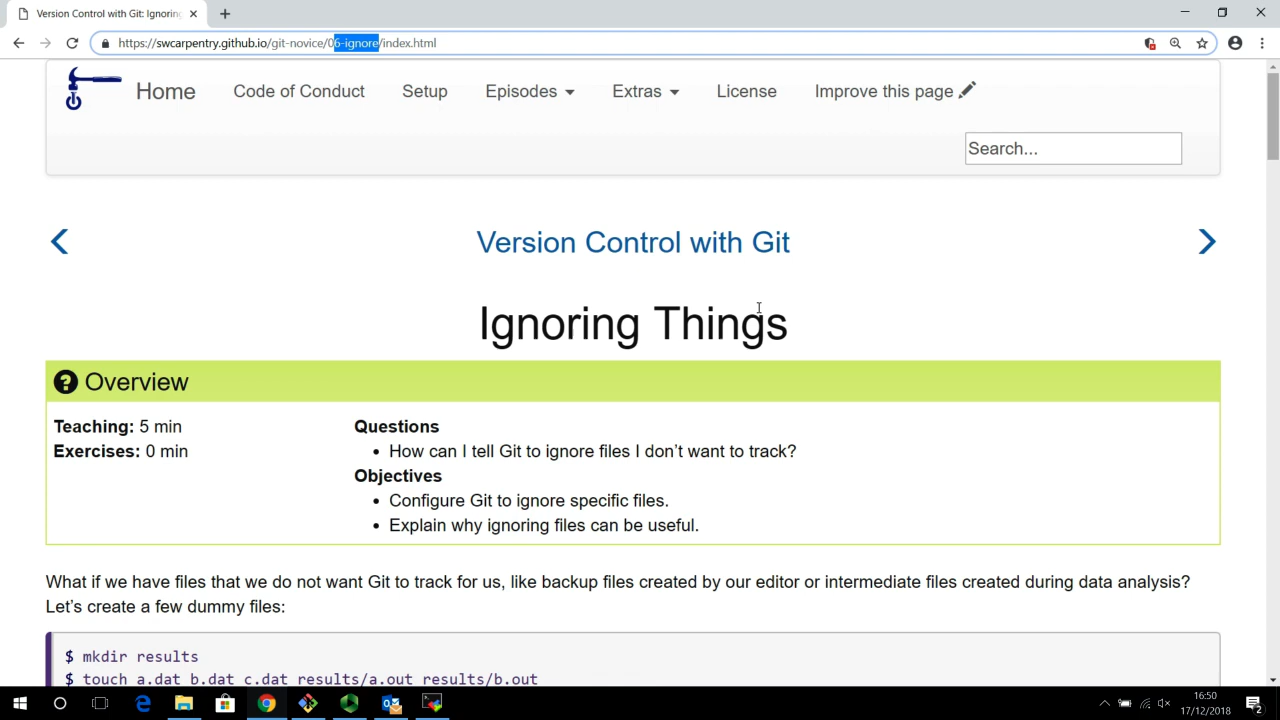 Version Control with Git: Ignoring
https://swcarpentry.github.io/git-novice/06-ignore/index.html
Home Code of Conduct Setup Episodes Extras License Improve this page
Search...
Version Control with Git
Ignoring Things
Overview
Teaching: 5 min
Exercises: 0 min
Questions
How can I tell Git to ignore files I don’t want to track?
Objectives
Configure Git to ignore specific files.
Explain why ignoring files can be useful.
What if we have files that we do not want Git to track for us, like backup files created by our editor or intermediate files created during data analysis?
Let’s create a few dummy files:
$ mkdir results
$ touch a.dat b.dat c.dat results/a.out results/b.out
16:50
17/12/2018
2